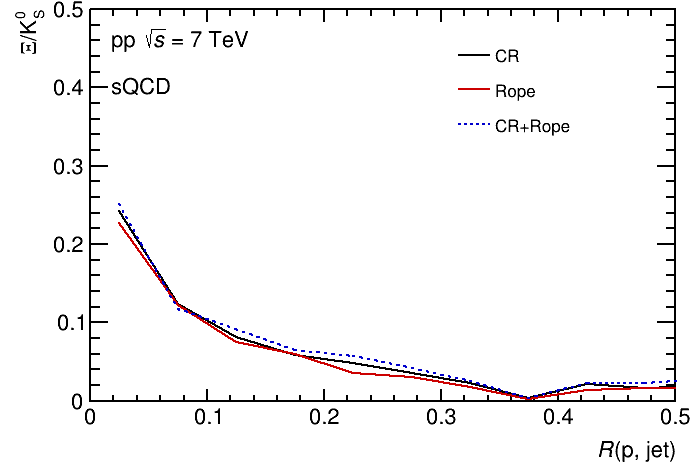 Ξ/K⁰_S
0.5
0.4
0.3
0.2
0.1
0
pp √s = 7 TeV
sQCD
CR
Rope
CR+Rope
0 0.1 0.2 0.3 0.4 0.5
R(p, jet)